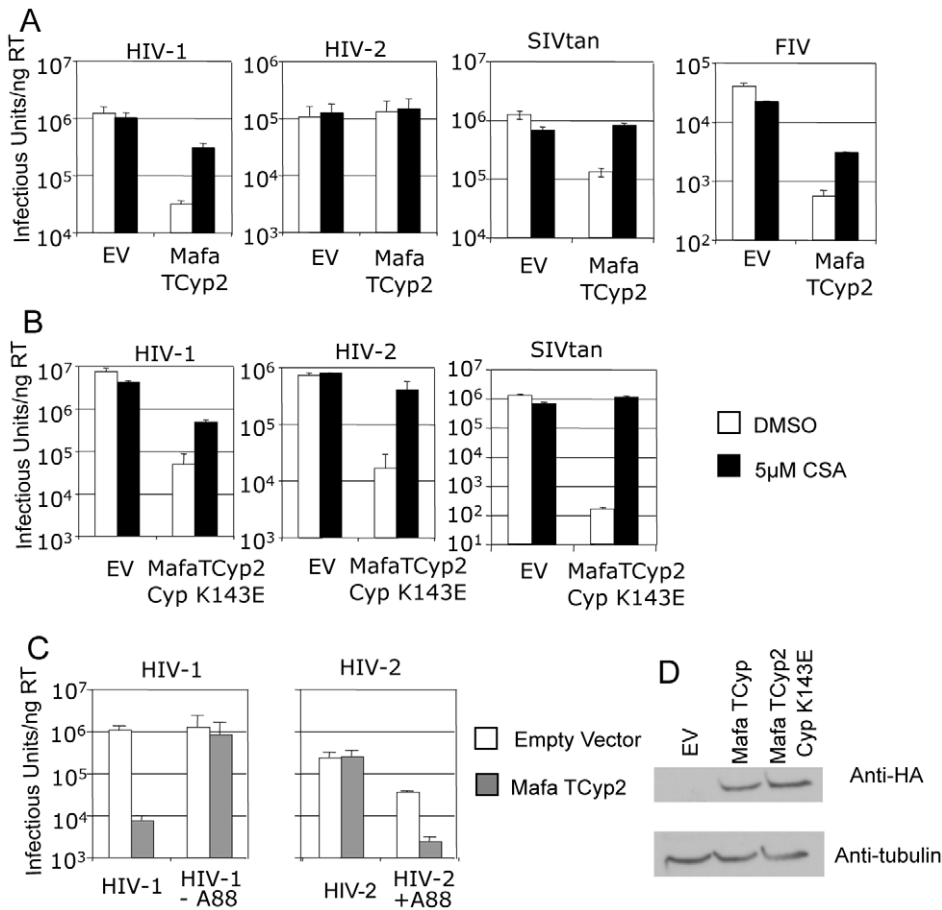 A
HIV-1
HIV-2
SIVtan
FIV
Infectious Units/ng RT
10^7
10^6
10^5
10^4
10^6
10^5
10^4
10^3
10^7
10^6
10^5
10^4
10^5
10^4
10^3
10^2
EV Mafa TCyp2
EV Mafa TCyp2
EV Mafa TCyp2
EV Mafa TCyp2
B
HIV-1
HIV-2
SIVtan
Infectious Units/ng RT
10^7
10^6
10^5
10^4
10^3
10^6
10^5
10^4
10^3
10^7
10^6
10^5
10^4
10^3
10^2
10^1
EV MafaTCyp2
Cyp K143E
EV MafaTCyp2
Cyp K143E
EV MafaTCyp2
Cyp K143E
DMSO
5µM CSA
C
HIV-1
HIV-2
Infectious Units/ng RT
10^7
10^6
10^5
10^4
10^3
HIV-1 HIV-1
- A88
HIV-2 HIV-2
+A88
Empty Vector
Mafa TCyp2
D
EV
Mafa TCyp
Mafa TCyp2
Cyp K143E
Anti-HA
Anti-tubulin